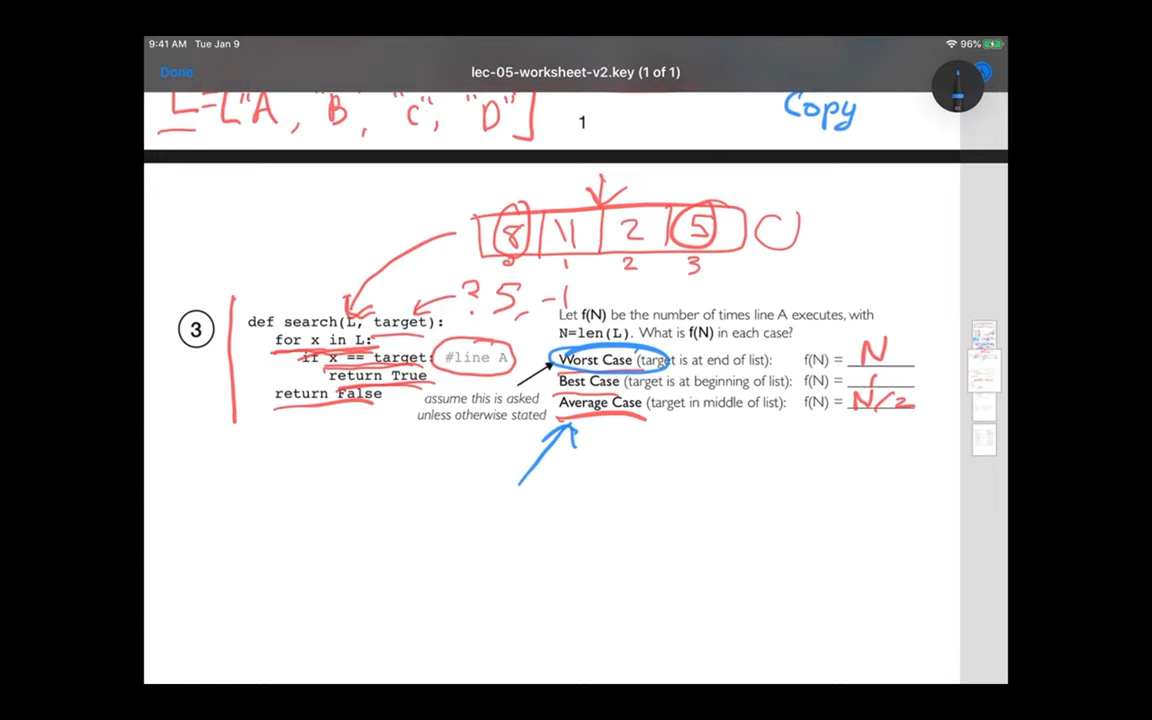 9:41 AM Tue Jan 9
96%
Done
lec-05-worksheet-v2.key (1 of 1)
L=["A, "B, "C", "D"]
1
Copy
8 11 2 5
0 1 2 3
? 5, -1
3
def search(L, target):
for x in L:
if x == target: #line A
return True
return False
assume this is asked
unless otherwise stated
Let f(N) be the number of times line A executes, with
N=len(L). What is f(N) in each case?
Worst Case (target is at end of list): f(N) = N
Best Case (target is at beginning of list): f(N) = 1
Average Case (target in middle of list): f(N) = N/2